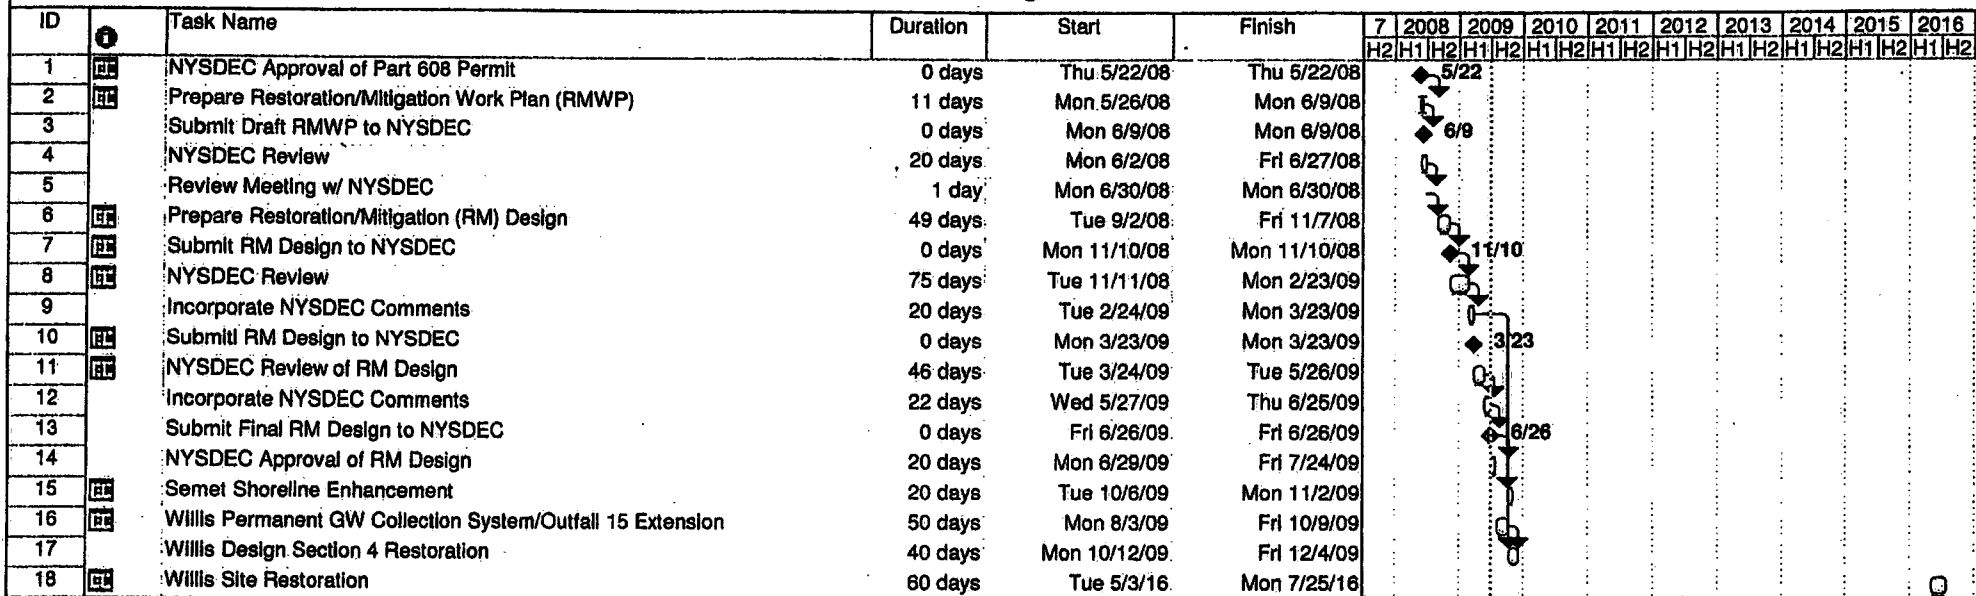 ID Task Name Duration Start Finish 7 2008 2009 2010 2011 2012 2013 2014 2015 2016
H2 H1 H2 H1 H2 H1 H2 H1 H2 H1 H2 H1 H2 H1 H2 H1 H2 H1 H2
1 NYSDEC Approval of Part 608 Permit 0 days Thu 5/22/08 Thu 5/22/08 5/22
2 Prepare Restoration/Mitigation Work Plan (RMWP) 11 days Mon 5/26/08 Mon 6/9/08
3 Submit Draft RMWP to NYSDEC 0 days Mon 6/9/08 Mon 6/9/08 6/9
4 NYSDEC Review 20 days Mon 6/2/08 Fri 6/27/08
5 Review Meeting w/ NYSDEC 1 day Mon 6/30/08 Mon 6/30/08
6 Prepare Restoration/Mitigation (RM) Design 49 days Tue 9/2/08 Fri 11/7/08
7 Submit RM Design to NYSDEC 0 days Mon 11/10/08 Mon 11/10/08 11/10
8 NYSDEC Review 75 days Tue 11/11/08 Mon 2/23/09
9 Incorporate NYSDEC Comments 20 days Tue 2/24/09 Mon 3/23/09
10 Submitl RM Design to NYSDEC 0 days Mon 3/23/09 Mon 3/23/09 3/23
11 NYSDEC Review of RM Design 46 days Tue 3/24/09 Tue 5/26/09
12 Incorporate NYSDEC Comments 22 days Wed 5/27/09 Thu 6/25/09
13 Submit Final RM Design to NYSDEC 0 days Fri 6/26/09 Fri 6/26/09 6/26
14 NYSDEC Approval of RM Design 20 days Mon 6/29/09 Fri 7/24/09
15 Semet Shoreline Enhancement 20 days Tue 10/6/09 Mon 11/2/09
16 Willis Permanent GW Collection System/Outfall 15 Extension 50 days Mon 8/3/09 Fri 10/9/09
17 Willis Design Section 4 Restoration 40 days Mon 10/12/09 Fri 12/4/09
18 Willis Site Restoration 60 days Tue 5/3/16 Mon 7/25/16